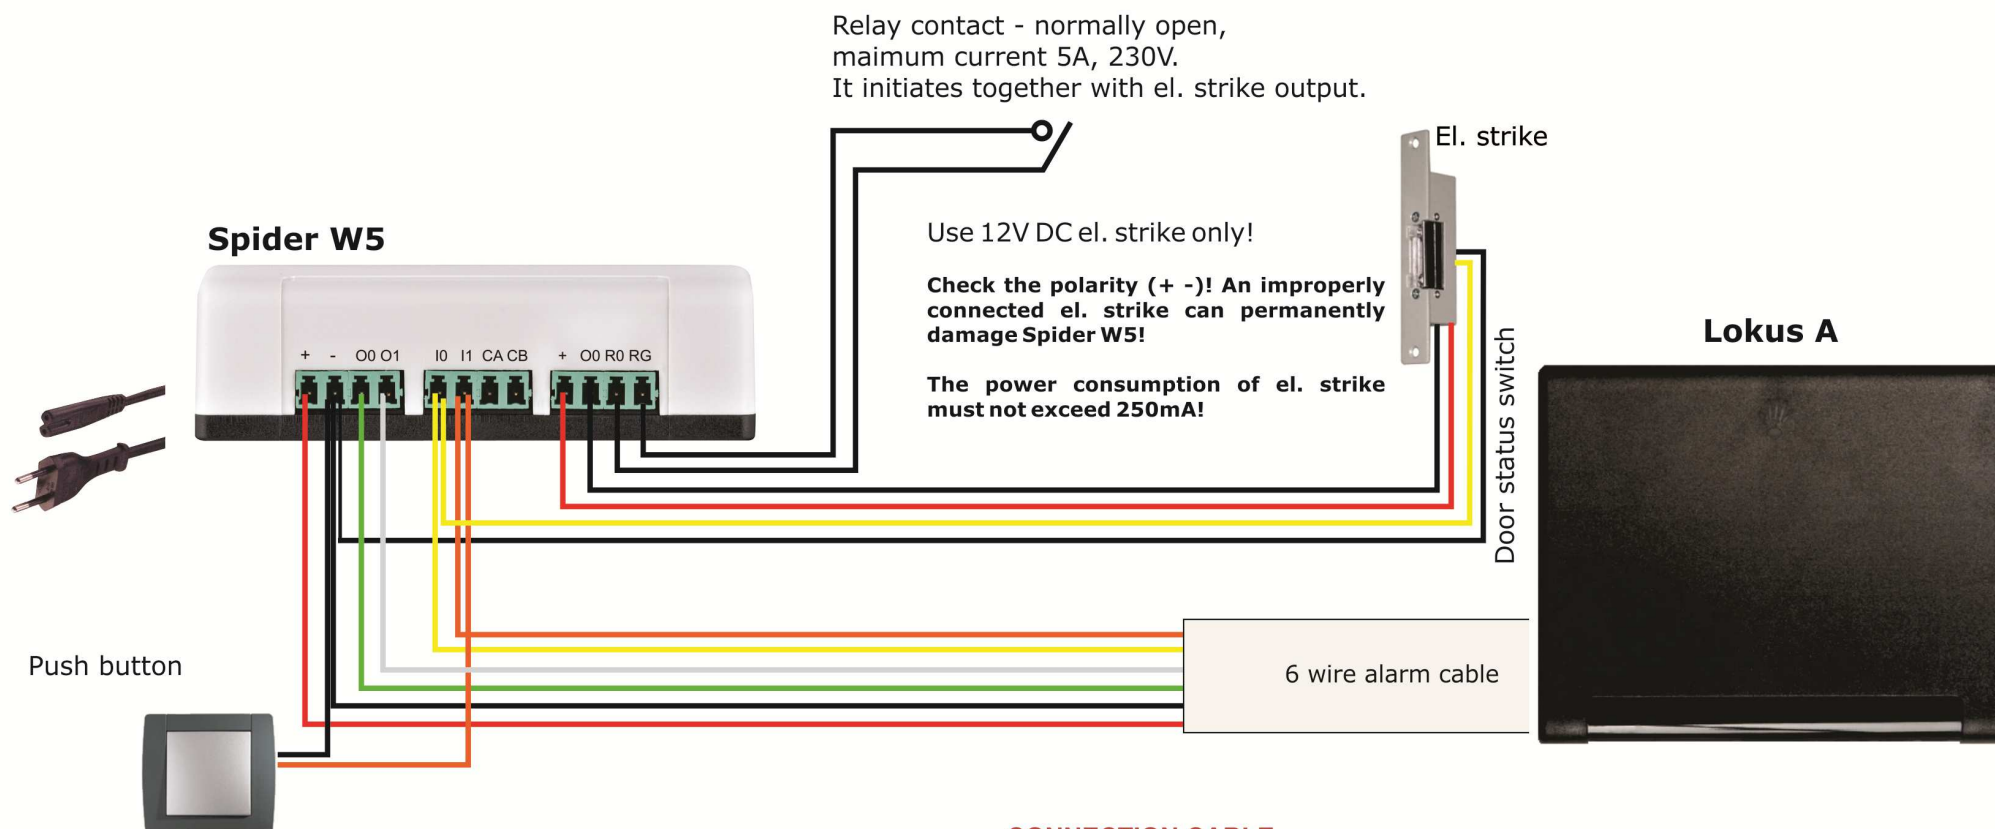 Relay contact - normally open,
maimum current 5A, 230V.
It initiates together with el. strike output.
El. strike
Spider W5
Use 12V DC el. strike only!
Check the polarity (+ -)! An improperly
connected el. strike can permanently
damage Spider W5!
The power consumption of el. strike
must not exceed 250mA!
+ - O0 O1 I0 I1 CA CB + O0 R0 RG
Door status switch
Lokus A
Push button
6 wire alarm cable
CONNECTION CABLE